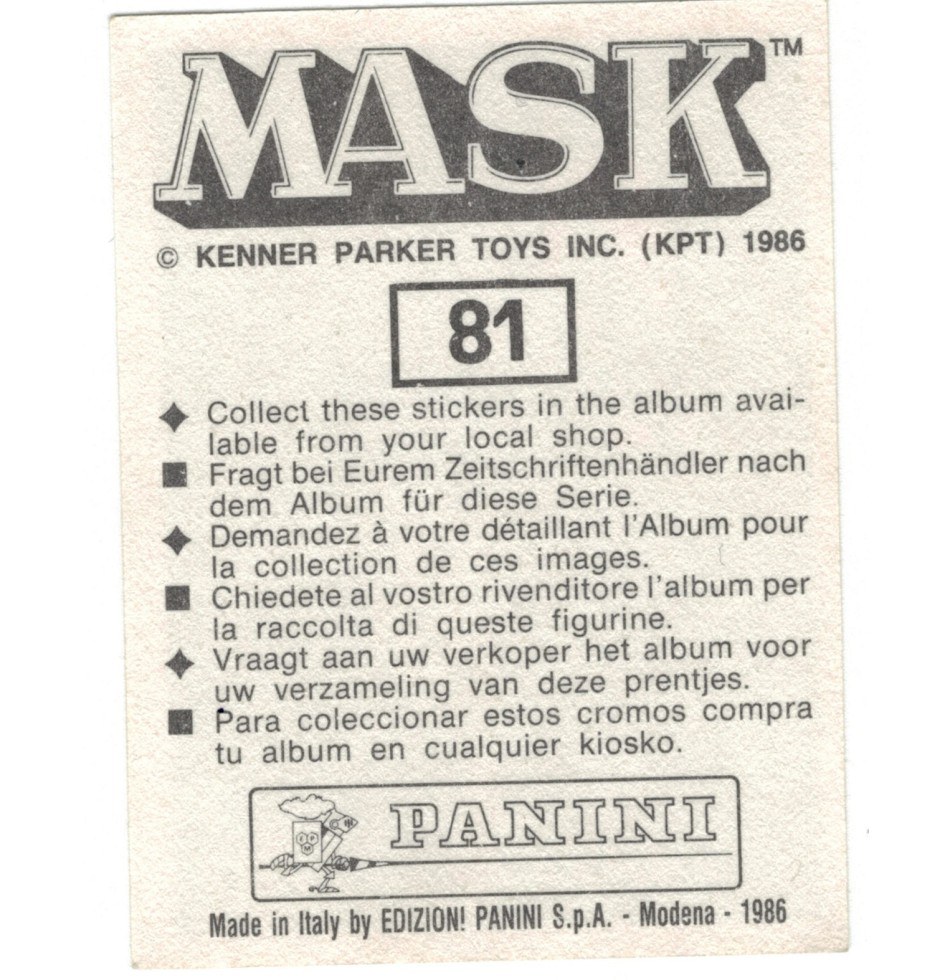 MASK™
© KENNER PARKER TOYS INC. (KPT) 1986
81
◆ Collect these stickers in the album avai-
lable from your local shop.
■ Fragt bei Eurem Zeitschriftenhändler nach
dem Album für diese Serie.
◆ Demandez à votre détaillant l'Album pour
la collection de ces images.
■ Chiedete al vostro rivenditore l'album per
la raccolta di queste figurine.
◆ Vraagt aan uw verkoper het album voor
uw verzameling van deze prentjes.
■ Para coleccionar estos cromos compra
tu album en cualquier kiosko.
PANINI
Made in Italy by EDIZION! PANINI S.p.A. - Modena - 1986